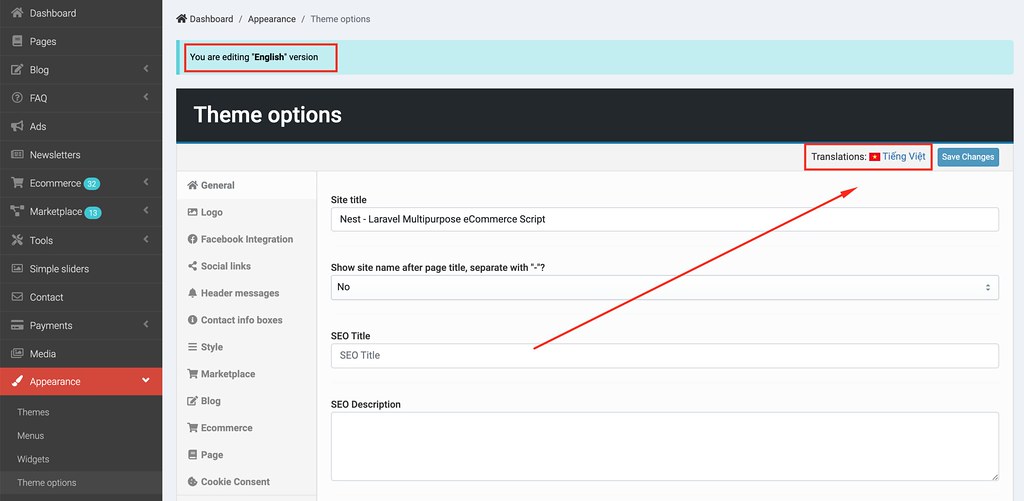 Dashboard
Pages
Blog
FAQ
Ads
Newsletters
Ecommerce 32
Marketplace 13
Tools
Simple sliders
Contact
Payments
Media
Appearance
Themes
Menus
Widgets
Theme options
Dashboard / Appearance / Theme options
You are editing "English" version
Theme options
Translations: Tiếng Việt Save Changes
General
Logo
Facebook Integration
Social links
Header messages
Contact info boxes
Style
Marketplace
Blog
Ecommerce
Page
Cookie Consent
Site title
Nest - Laravel Multipurpose eCommerce Script
Show site name after page title, separate with "-"?
No
SEO Title
SEO Title
SEO Description